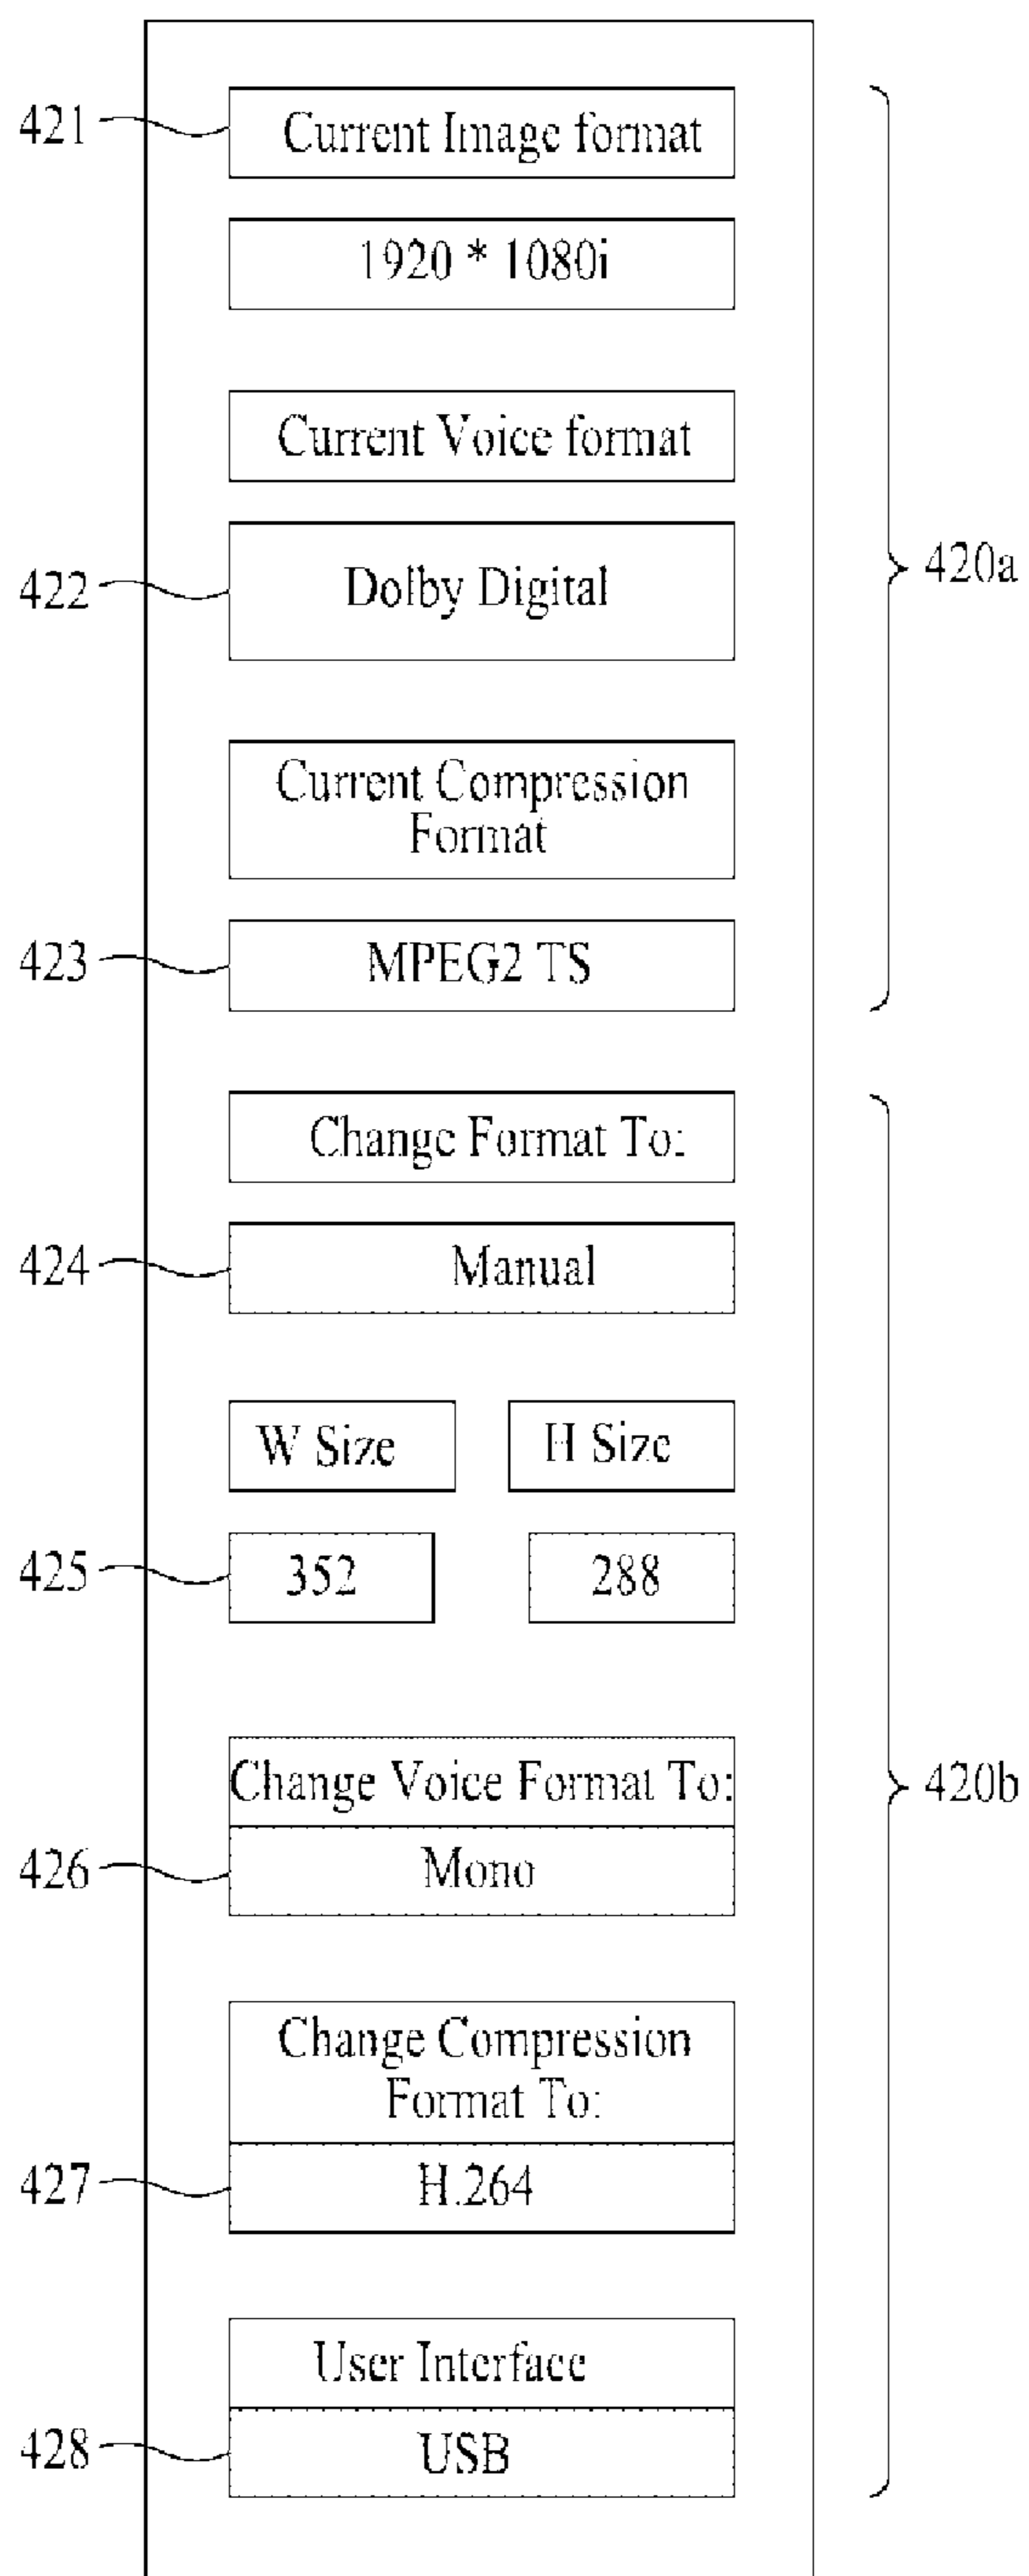 421
Current Image format
1920 * 1080i
Current Voice format
422
Dolby Digital
420a
Current Compression
Format
423
MPEG2 TS
Change Format To:
424
Manual
W Size
H Size
425
352
288
Change Voice Format To:
420b
426
Mono
Change Compression
Format To:
427
H.264
User Interface
428
USB